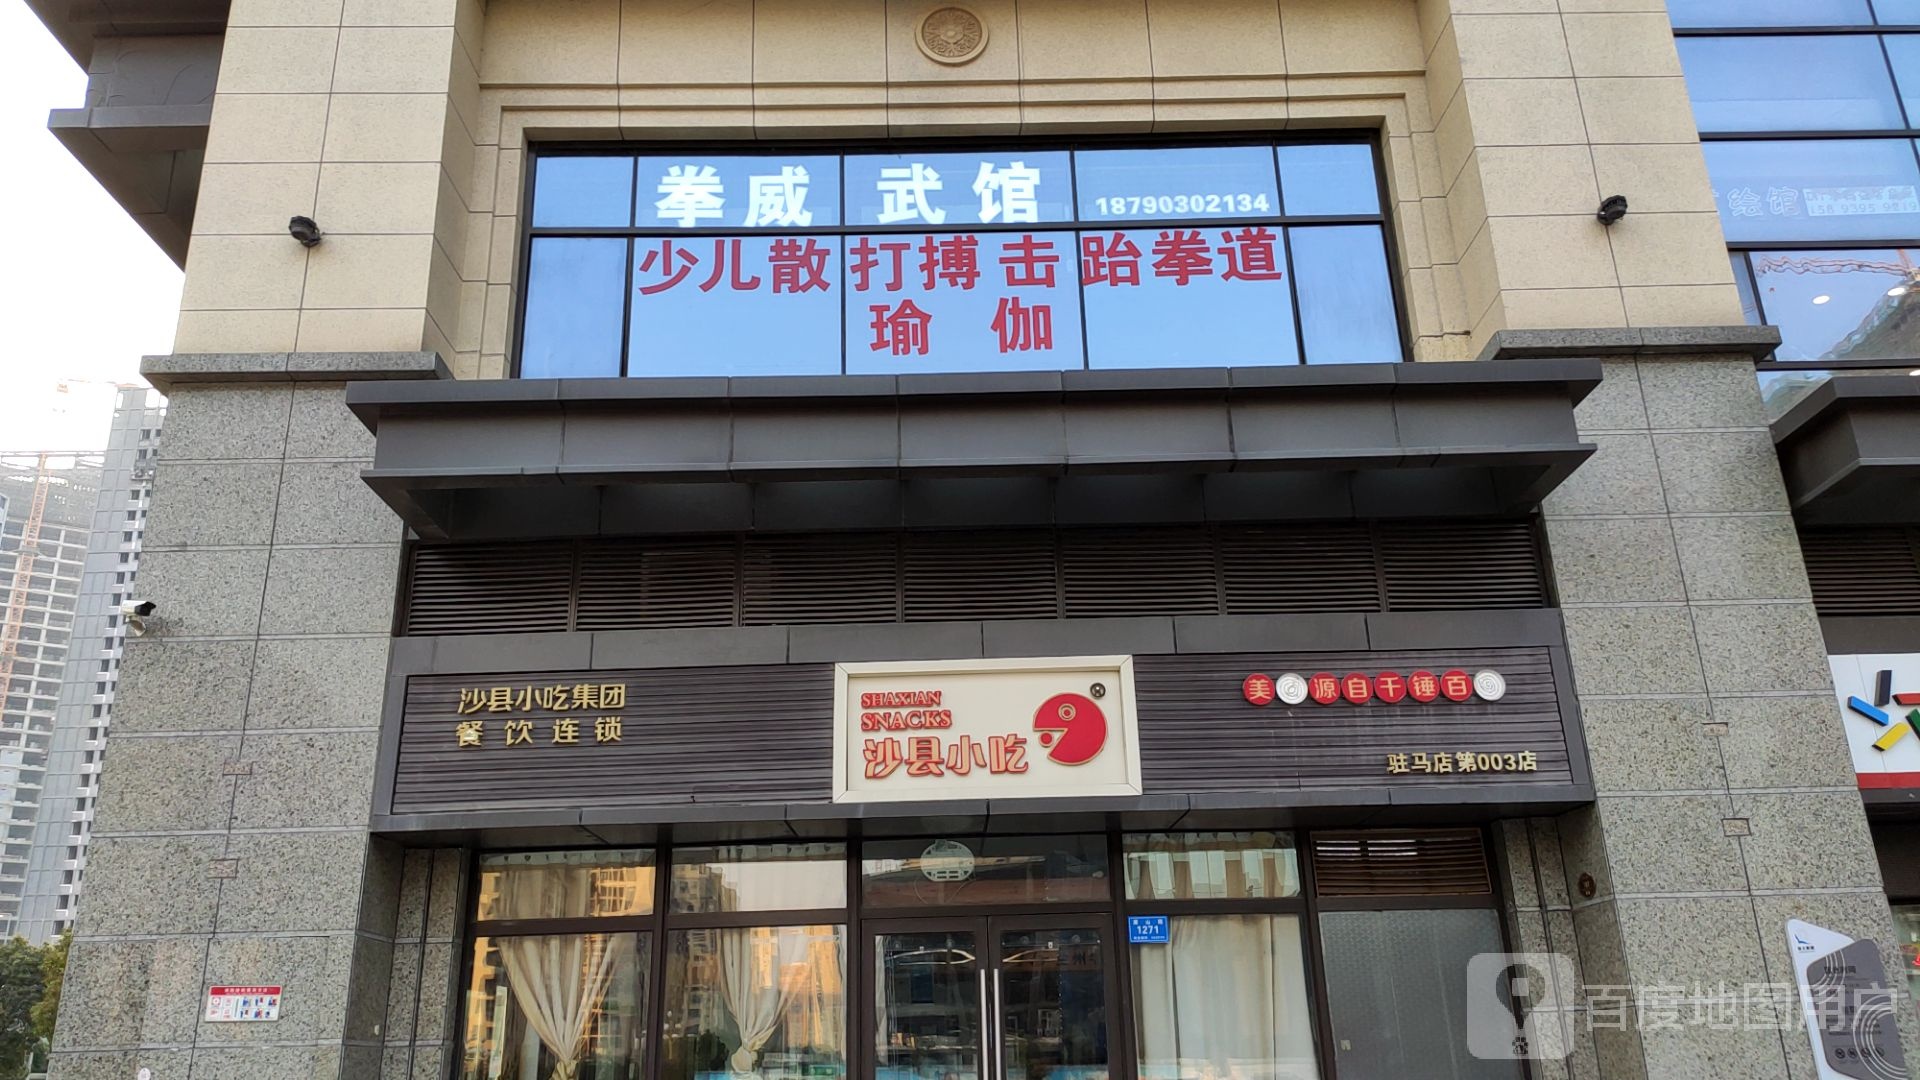 拳威武馆 18790302134
少儿散打搏击跆拳道
瑜伽
绘馆
沙县小吃集团
餐饮连锁
SHAXIAN
SNACKS
沙县小吃
美 源自千锤百
驻马店第003店
1271
百度地图用户